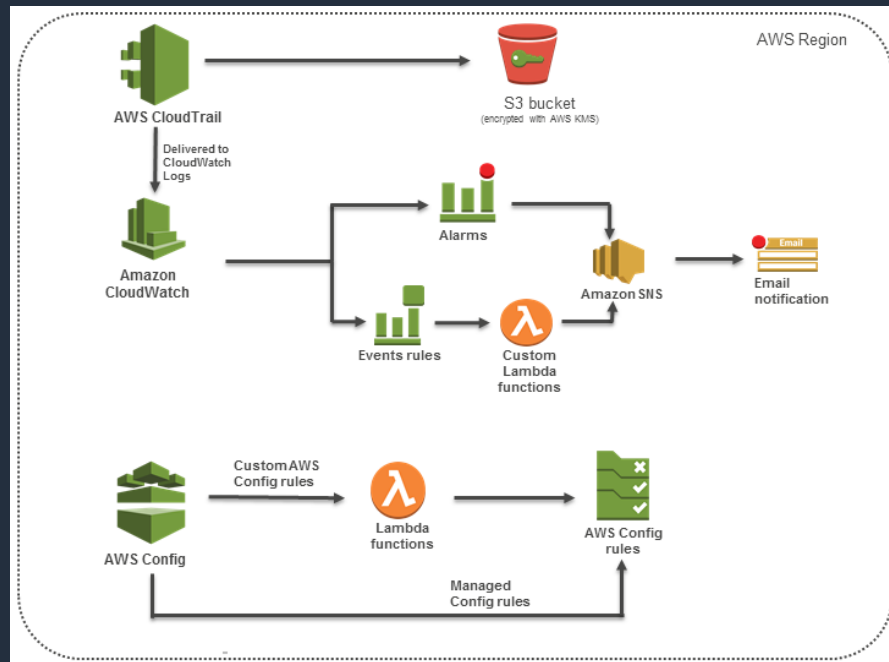 AWS Region
AWS CloudTrail
S3 bucket
(encrypted with AWS KMS)
Delivered to
CloudWatch
Logs
Amazon
CloudWatch
Alarms
Amazon SNS
Email
Email
notification
Events rules
Custom
Lambda
functions
Custom AWS
Config rules
AWS Config
Lambda
functions
AWS Config
rules
Managed
Config rules